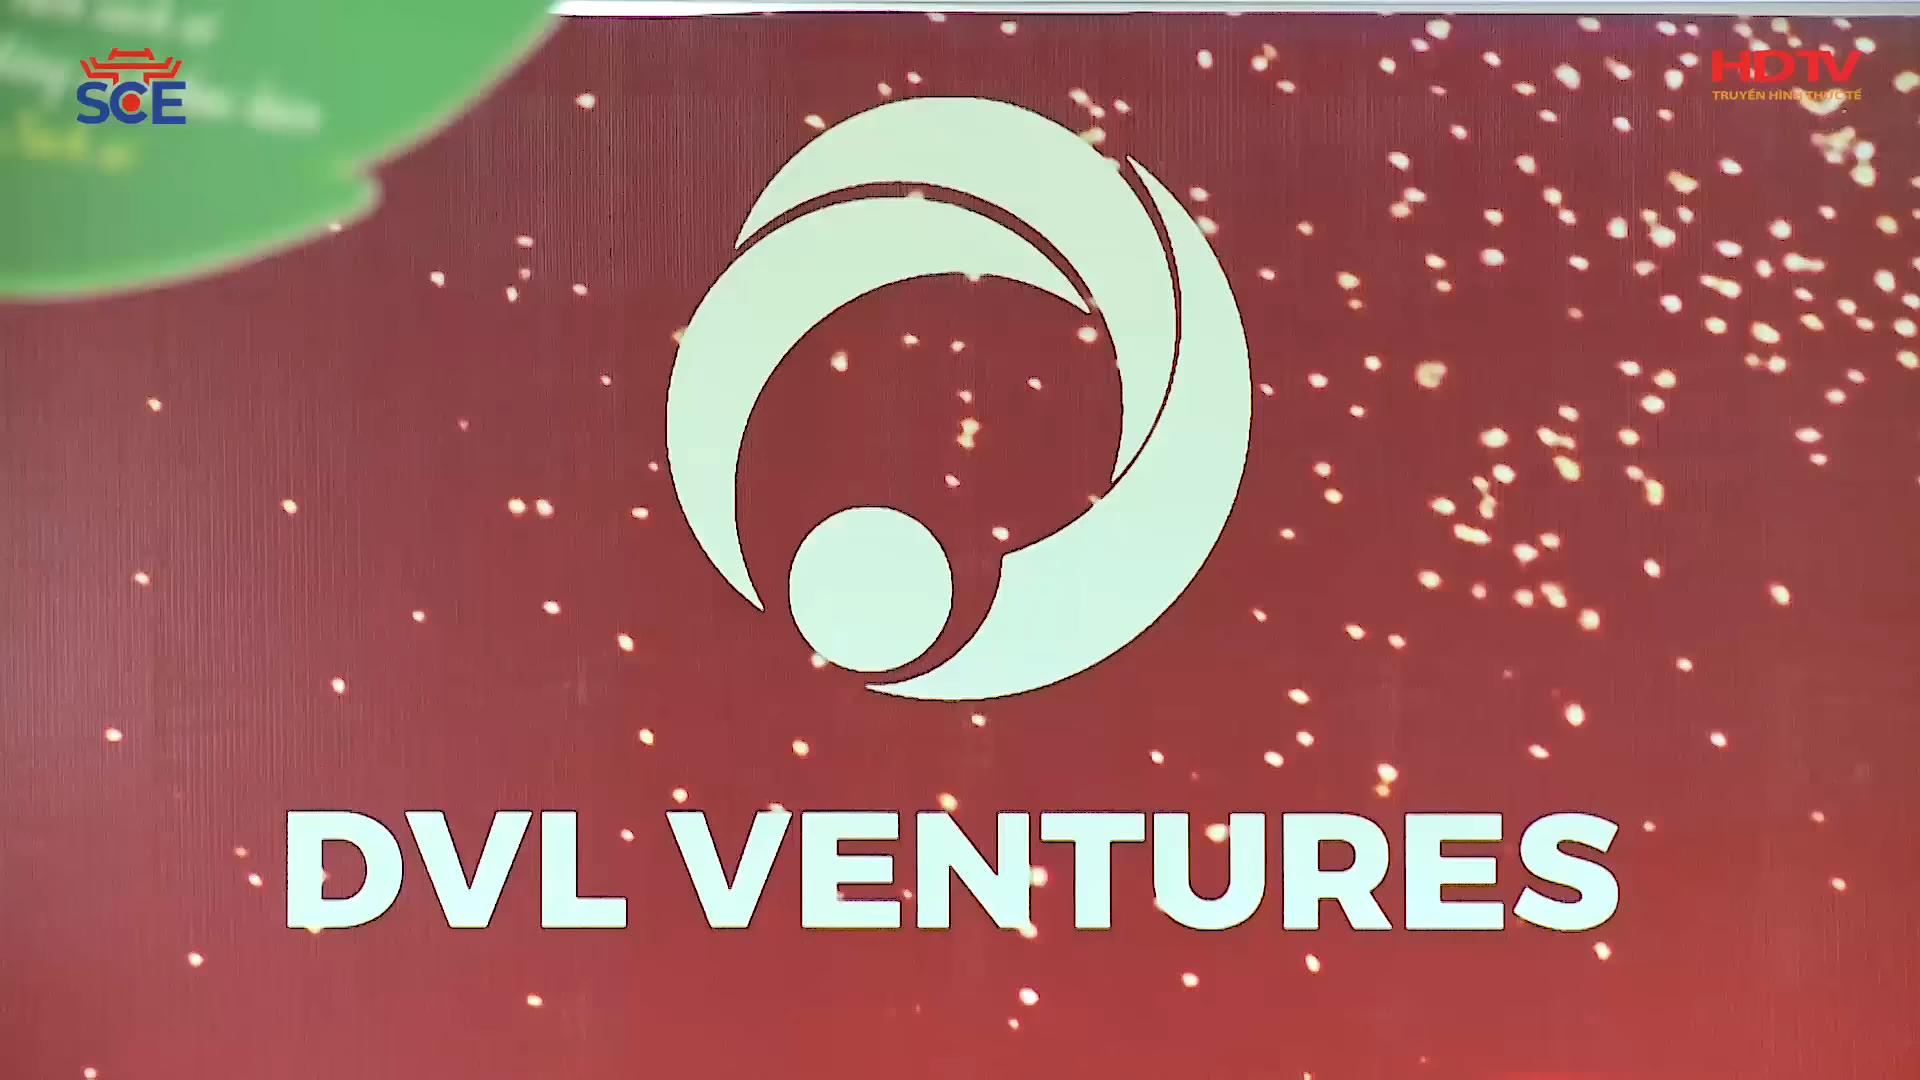 SCE
HDTV
TRUYỀN HÌNH THỰC TẾ
DVL VENTURES